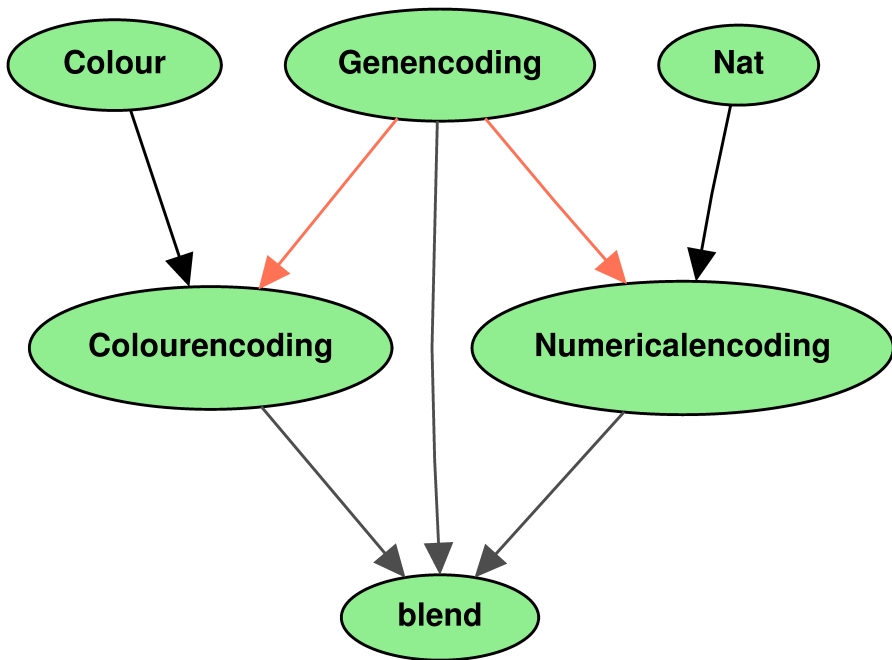 Colour
Genencoding
Nat
Colourencoding
Numericalencoding
blend